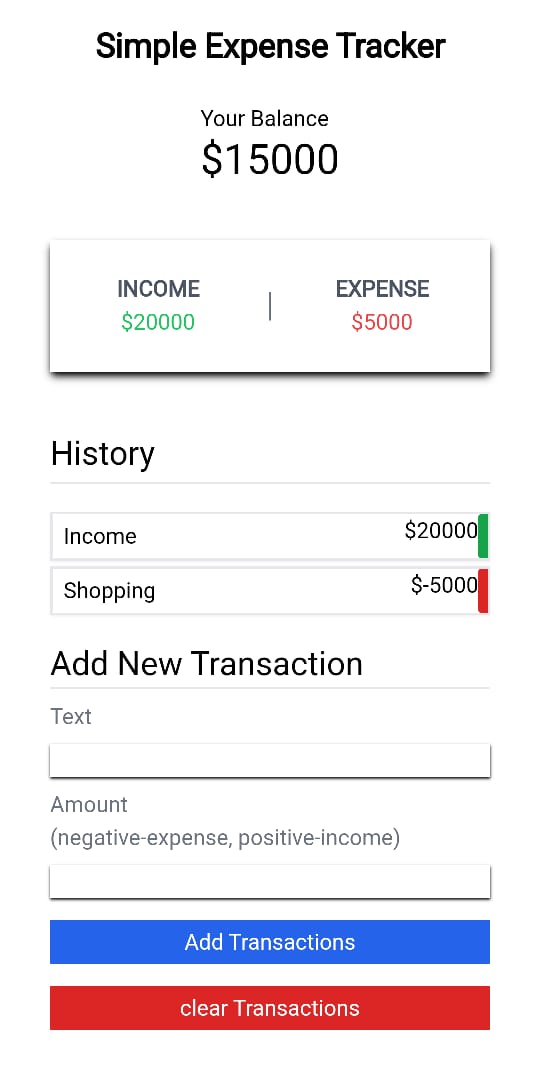 Simple Expense Tracker
Your Balance
$15000
INCOME | EXPENSE
$20000 $5000
History
Income $20000
Shopping $-5000
Add New Transaction
Text
Amount
(negative-expense, positive-income)
Add Transactions
clear Transactions